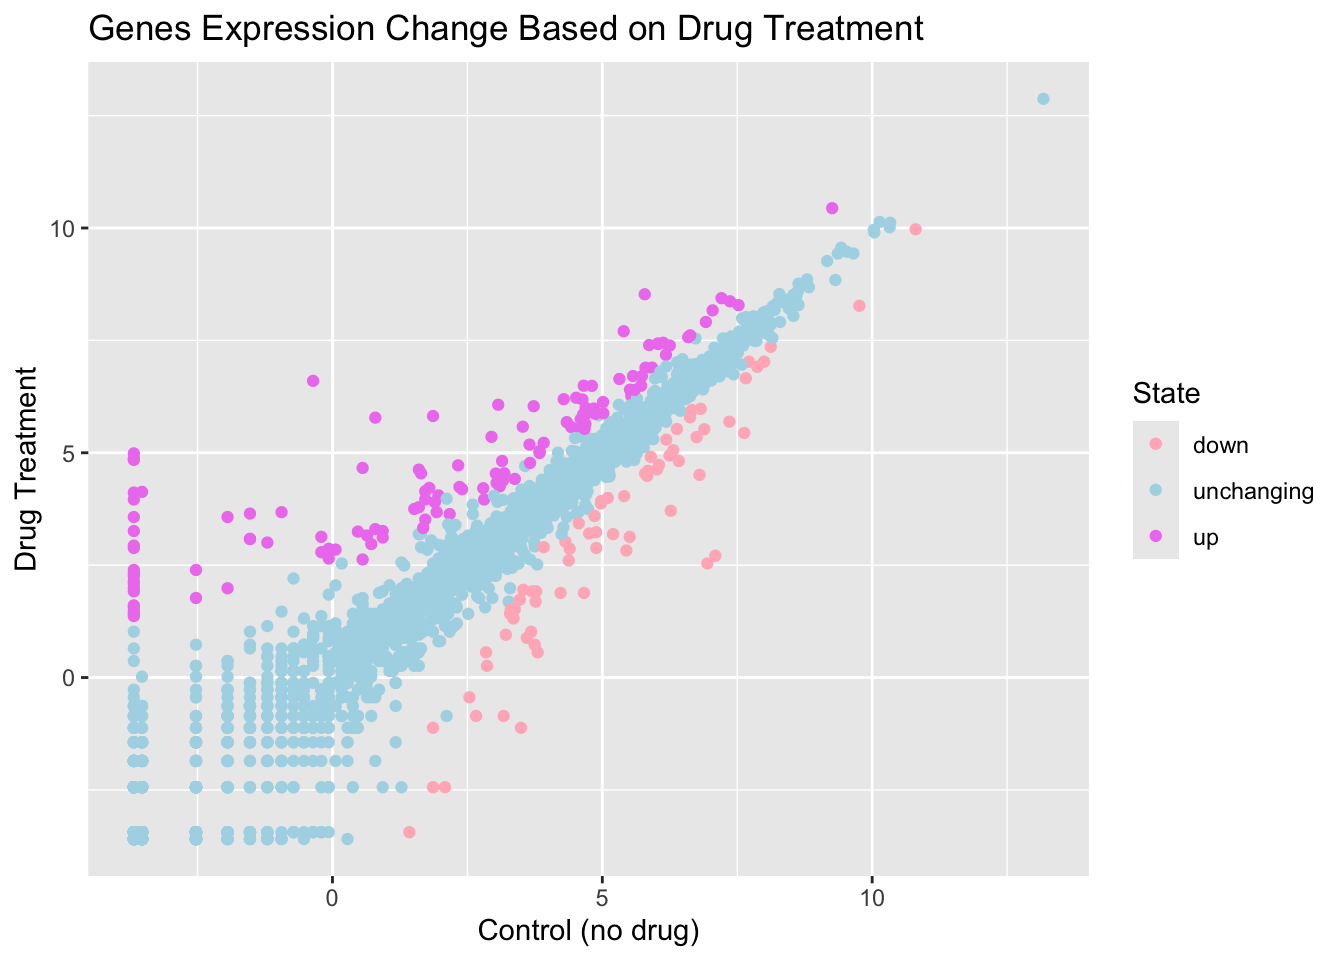 Genes Expression Change Based on Drug Treatment
Drug Treatment
10
5
0
0
5
10
Control (no drug)
State
down
unchanging
up